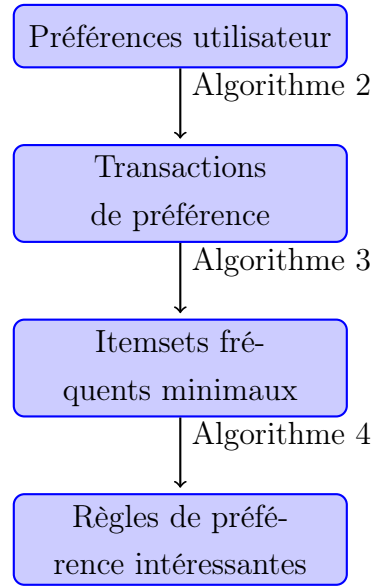 Préférences utilisateur
Algorithme 2
Transactions
de préférence
Algorithme 3
Itemsets fré-
quents minimaux
Algorithme 4
Règles de préfé-
rence intéressantes